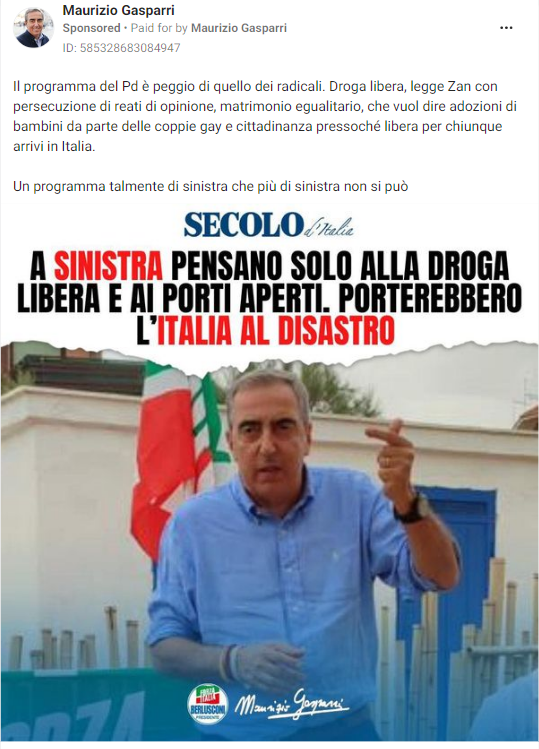 Maurizio Gasparri
Sponsored • Paid for by Maurizio Gasparri
ID: 585328683084947
Il programma del Pd è peggio di quello dei radicali. Droga libera, legge Zan con
persecuzione di reati di opinione, matrimonio egualitario, che vuol dire adozioni di
bambini da parte delle coppie gay e cittadinanza pressoché libera per chiunque
arrivi in Italia.
Un programma talmente di sinistra che più di sinistra non si può
SECOLO d'Italia
A SINISTRA PENSANO SOLO ALLA DROGA
LIBERA E AI PORTI APERTI. PORTEREBBERO
L'ITALIA AL DISASTRO
FORZA
ITALIA
BERLUSCONI
PRESIDENTE
Maurizio Gasparri